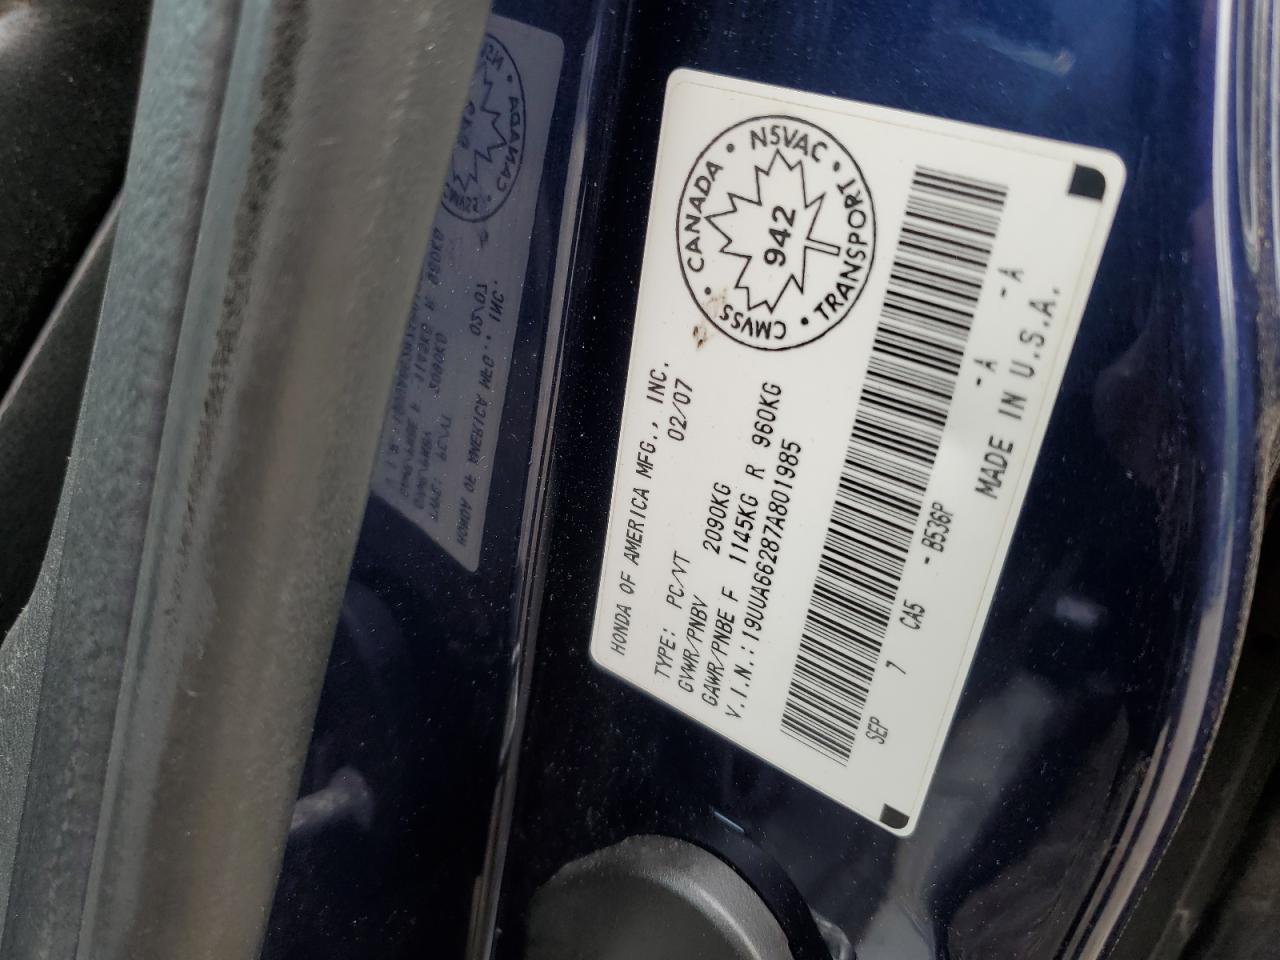 HONDA OF AMERICA MFG., INC.
02/07
TYPE: PC/VT
GVWR/PNBV 2090KG
GAWR/PNBE F 1145KG R 960KG
V.I.N.: 19UUA66287A801985
SEP 7 CA5 - B536P - A - A
- A
MADE IN U.S.A.
CANADA • NSVAC • TRANSPORT • CMVSS •
942